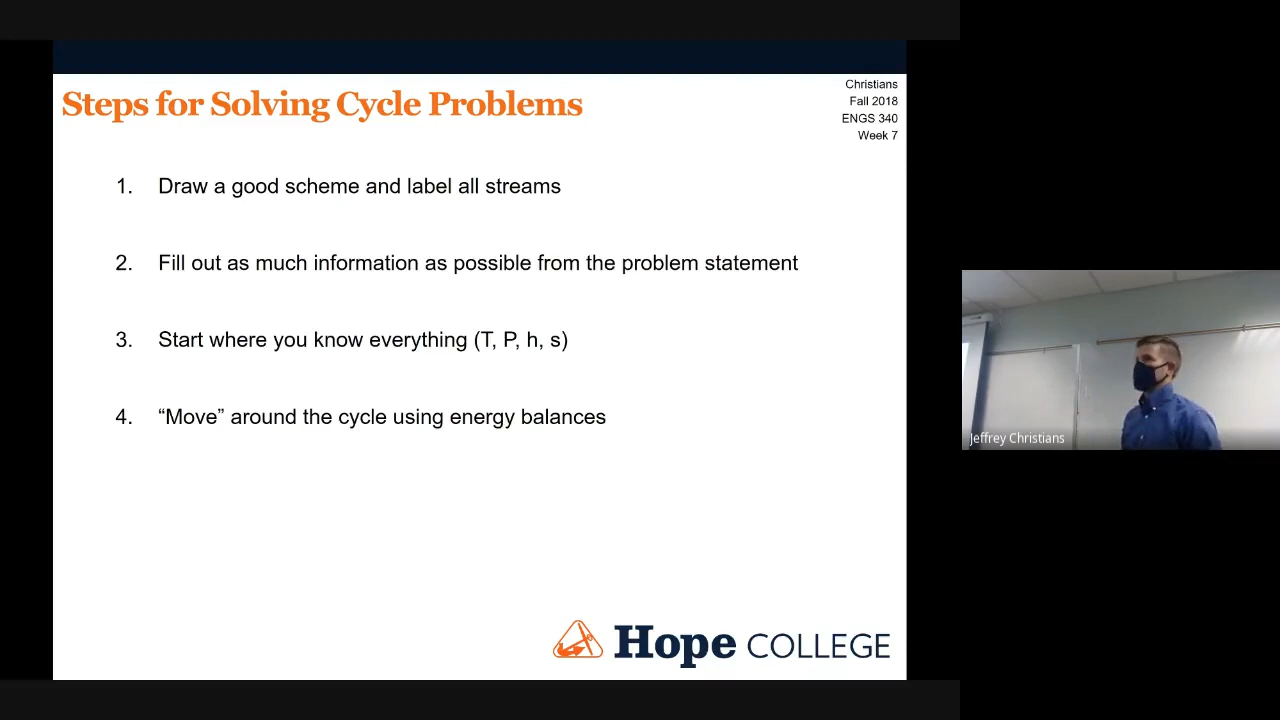 Steps for Solving Cycle Problems
Christians
Fall 2018
ENGS 340
Week 7
1. Draw a good scheme and label all streams
2. Fill out as much information as possible from the problem statement
3. Start where you know everything (T, P, h, s)
4. “Move” around the cycle using energy balances
Jeffrey Christians
Hope COLLEGE